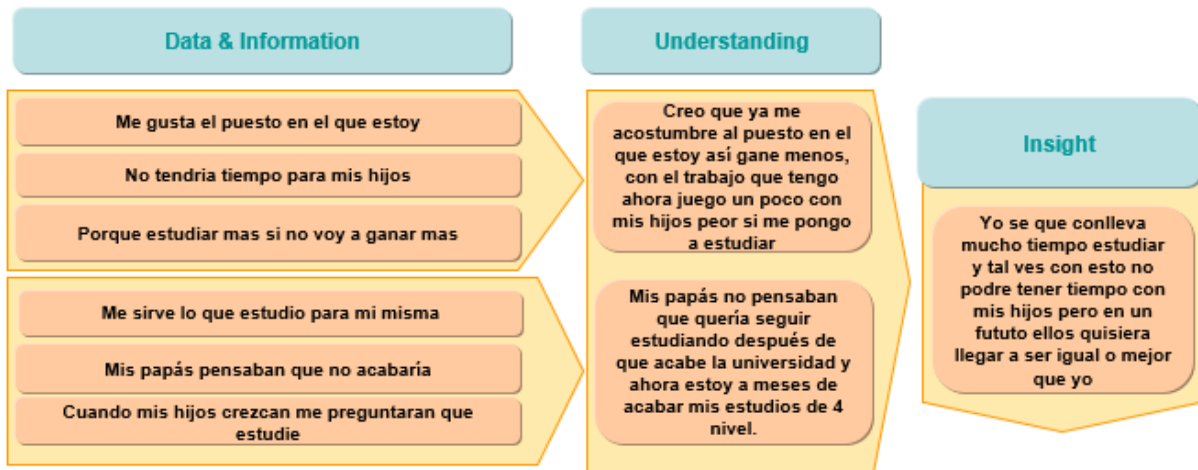 Data & Information
Understanding
Insight
Me gusta el puesto en el que estoy
No tendria tiempo para mis hijos
Porque estudiar mas si no voy a ganar mas
Me sirve lo que estudio para mi misma
Mis papás pensaban que no acabaría
Cuando mis hijos crezcan me preguntaran que
estudie
Creo que ya me
acostumbre al puesto en el
que estoy así gane menos,
con el trabajo que tengo
ahora juego un poco con
mis hijos peor si me pongo
a estudiar
Mis papás no pensaban
que quería seguir
estudiando después de
que acabe la universidad y
ahora estoy a meses de
acabar mis estudios de 4
nivel.
Yo se que conlleva
mucho tiempo estudiar
y tal ves con esto no
podre tener tiempo con
mis hijos pero en un
fututo ellos quisiera
llegar a ser igual o mejor
que yo